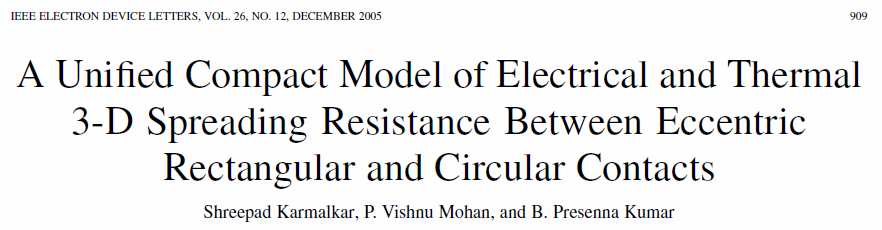 IEEE ELECTRON DEVICE LETTERS, VOL. 26, NO. 12, DECEMBER 2005 909
A Unified Compact Model of Electrical and Thermal
3-D Spreading Resistance Between Eccentric
Rectangular and Circular Contacts
Shreepad Karmalkar, P. Vishnu Mohan, and B. Presenna Kumar